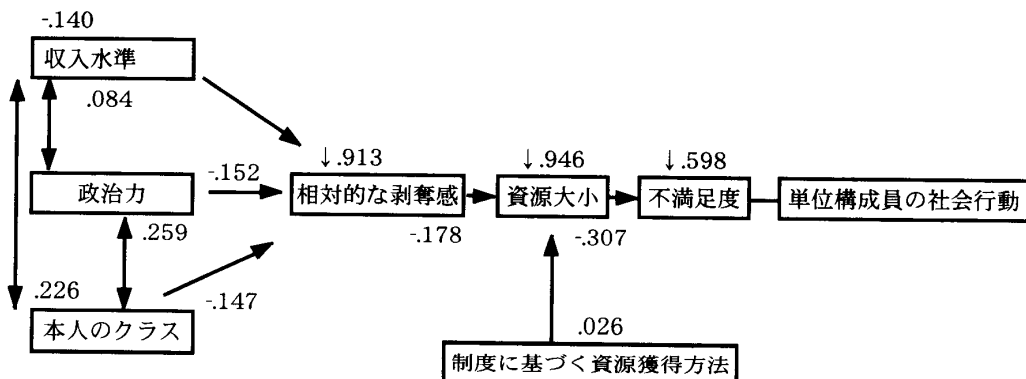 -.140
収入水準
.084
↓.913
↓.946
↓.598
-.152
政治力
相対的な剥奪感
資源大小
不満足度
単位構成員の社会行動
.259
-.178
-.307
.226
-.147
本人のクラス
.026
制度に基づく資源獲得方法